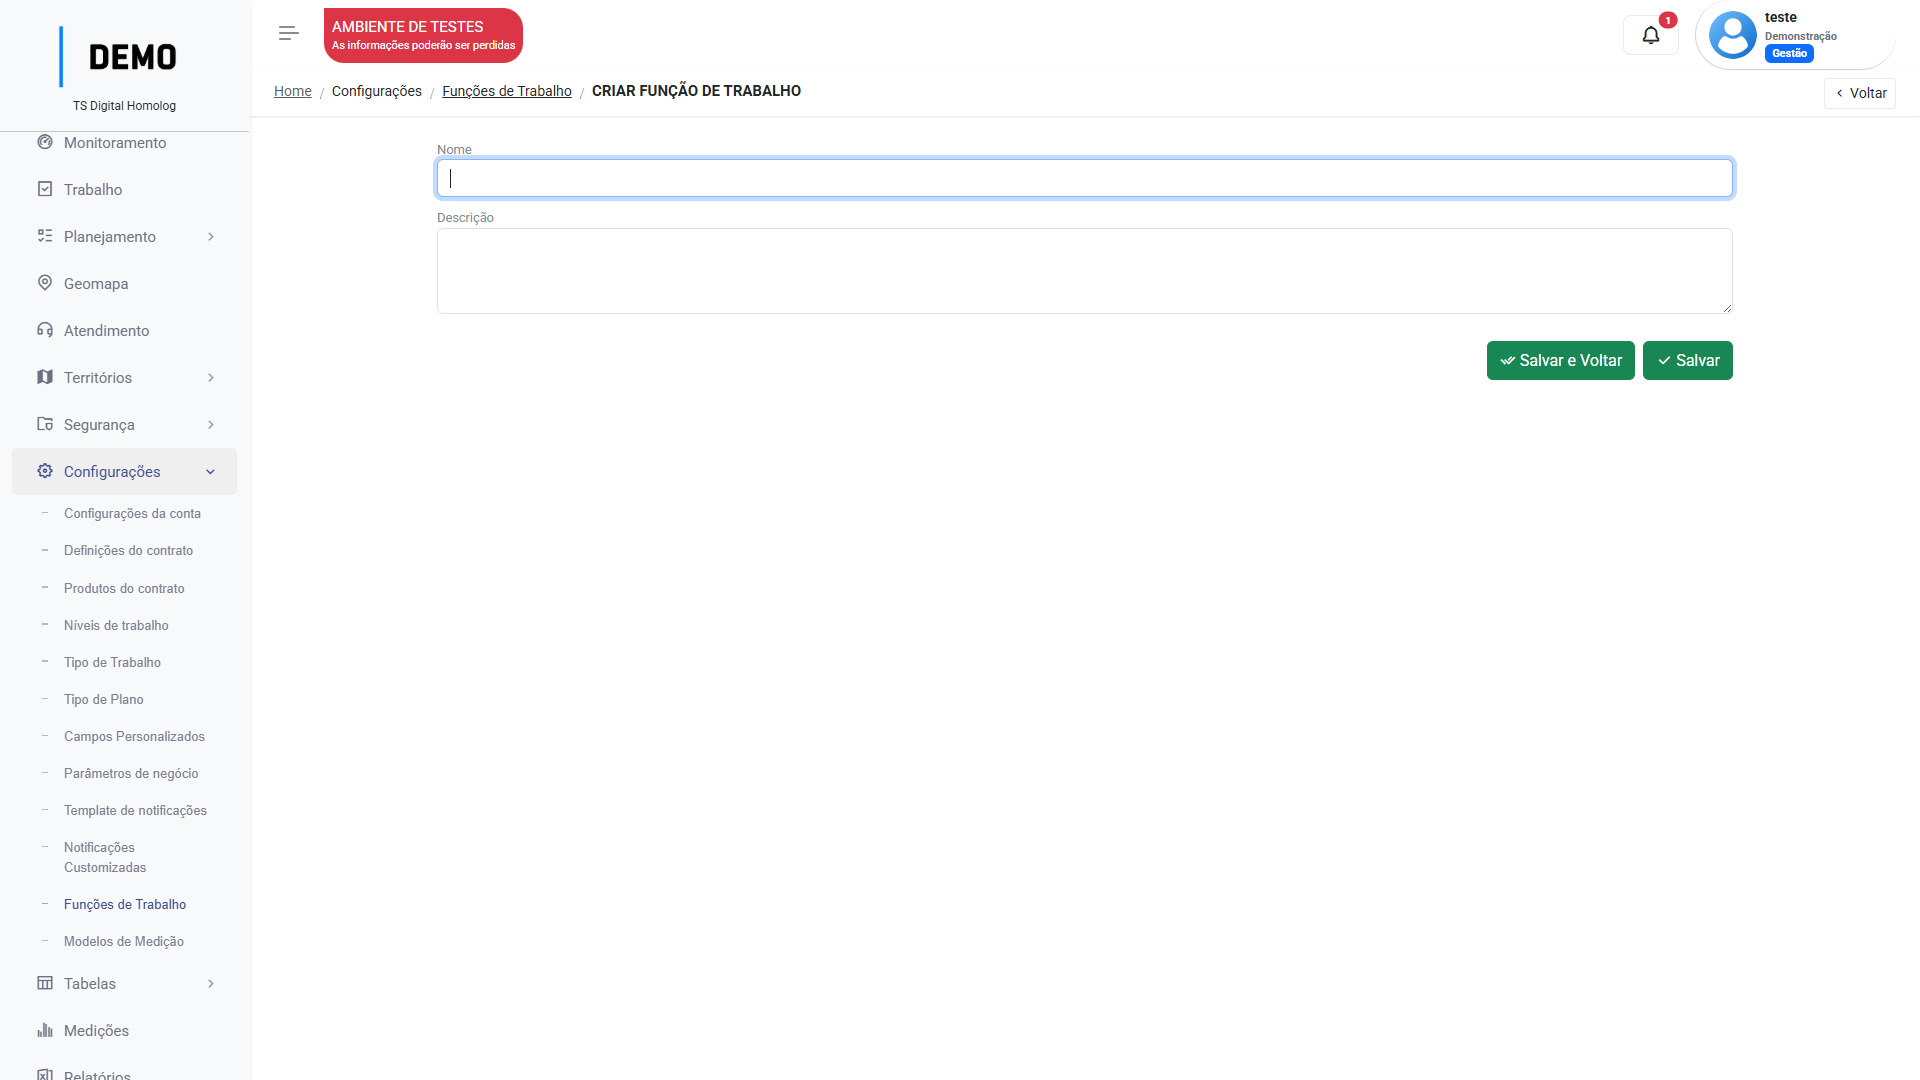 DEMO
TS Digital Homolog
Monitoramento
Trabalho
Planejamento
Geomapa
Atendimento
Territórios
Segurança
Configurações
Configurações da conta
Definições do contrato
Produtos do contrato
Níveis de trabalho
Tipo de Trabalho
Tipo de Plano
Campos Personalizados
Parâmetros de negócio
Template de notificações
Notificações
Customizadas
Funções de Trabalho
Modelos de Medição
Tabelas
Medições
Relatórios
AMBIENTE DE TESTES
As informações poderão ser perdidas
1
teste
Demonstração
Gestão
Home / Configurações / Funções de Trabalho / CRIAR FUNÇÃO DE TRABALHO
Voltar
Nome
Descrição
Salvar e Voltar
Salvar